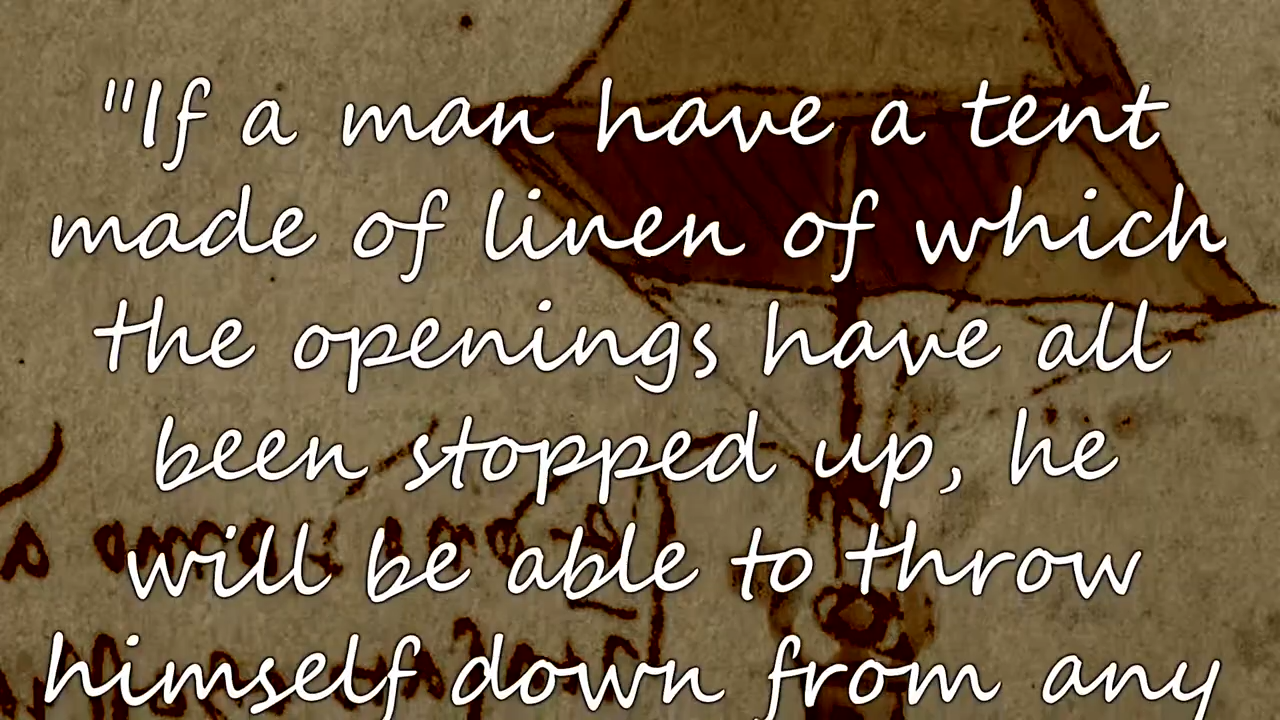 "If a man have a tent
made of linen of which
the openings have all
been stopped up, he
will be able to throw
himself down from any